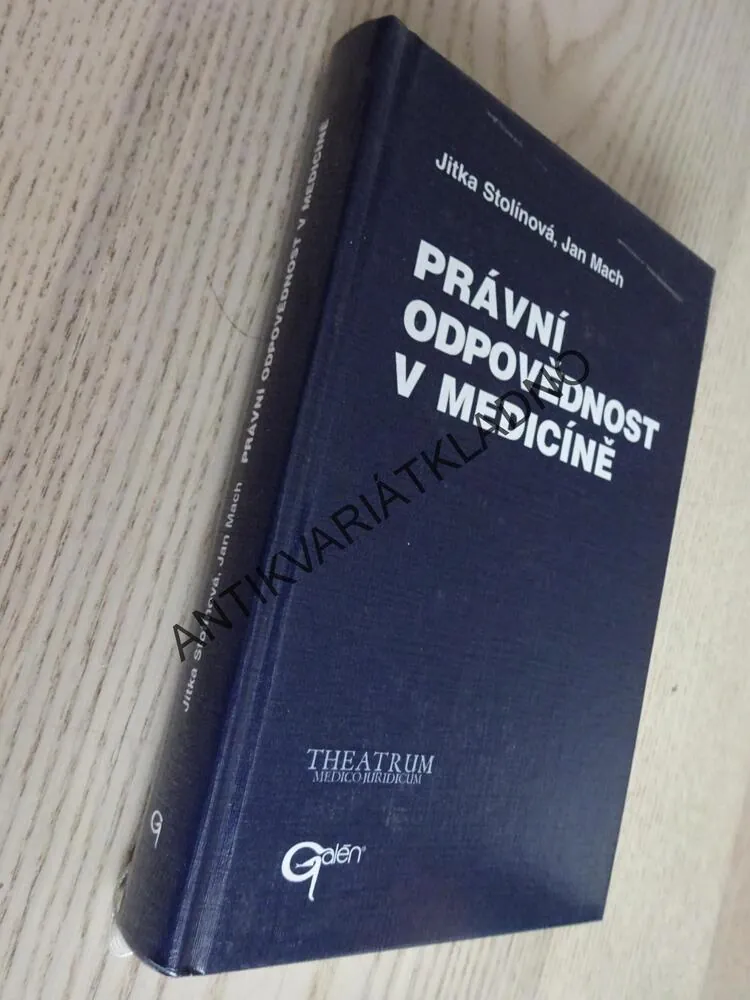 Jitka Stolínová, Jan Mach
PRÁVNÍ
ODPOVĚDNOST
V MEDICÍNĚ
THEATRUM
MEDICO JURIDICUM
Galén®
Jitka Stolínová, Jan Mach PRÁVNÍ ODPOVĚDNOST V MEDICÍNĚ
G
ANTIKVARIÁTKLADNO